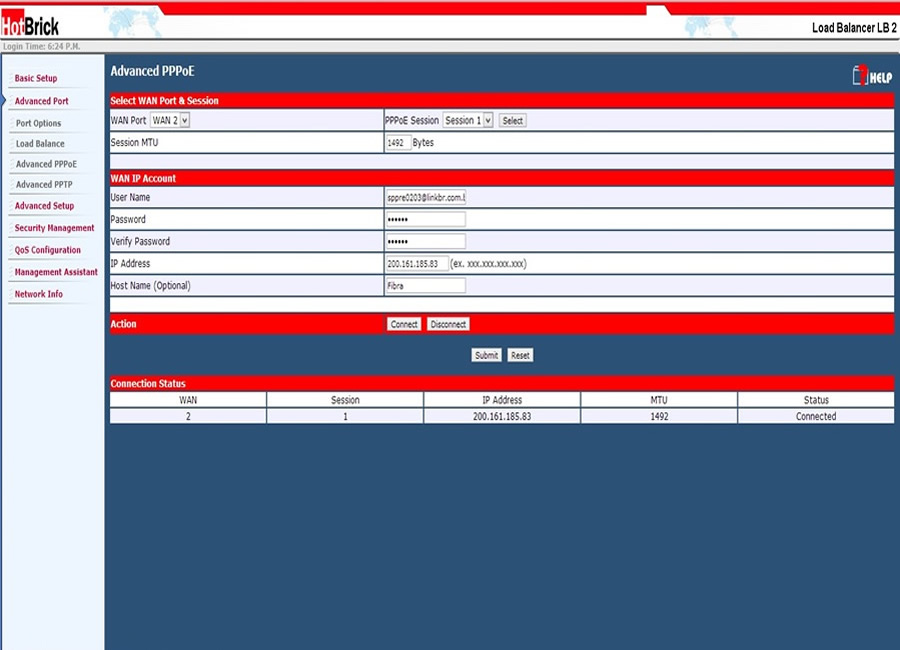 HotBrick
Load Balancer LB 2
Login Time: 6:24 P.M.
Basic Setup
Advanced Port
Port Options
Load Balance
Advanced PPPoE
Advanced PPTP
Advanced Setup
Security Management
QoS Configuration
Management Assistant
Network Info
Advanced PPPoE
HELP
Select WAN Port & Session
WAN Port WAN 2 PPPoE Session Session 1 Select
Session MTU 1492 Bytes
WAN IP Account
User Name sppre0203@linkbr.com.b
Password ••••••
Verify Password ••••••
IP Address 200.161.185.83 (ex. xxx.xxx.xxx.xxx)
Host Name (Optional) Fibra
Action Connect Disconnect
Submit Reset
Connection Status
WAN Session IP Address MTU Status
2 1 200.161.185.83 1492 Connected